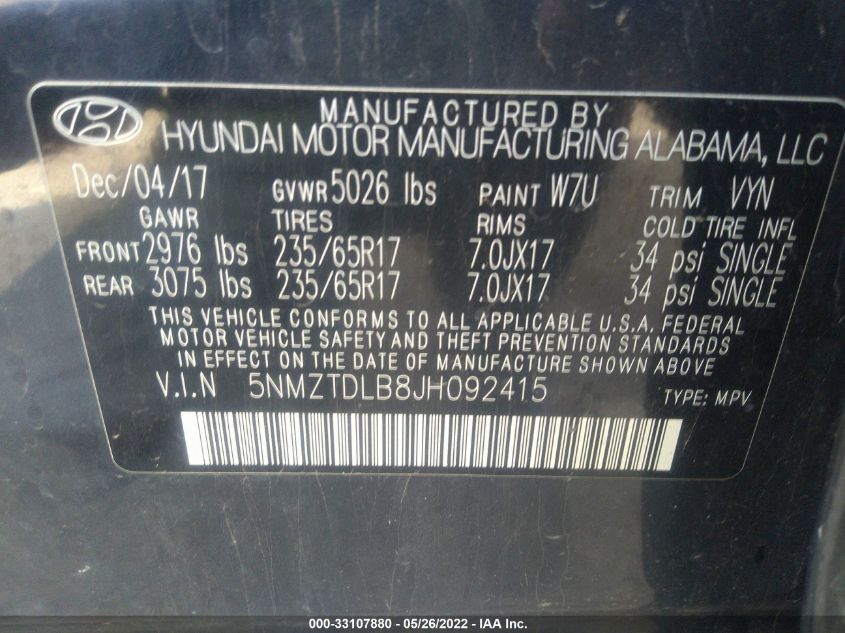 MANUFACTURED BY
HYUNDAI MOTOR MANUFACTURING ALABAMA, LLC
Dec/04/17 GVWR 5026 lbs PAINT W7U TRIM VYN
GAWR TIRES RIMS COLD TIRE INFL
FRONT 2976 lbs 235/65R17 7.0JX17 34 psi SINGLE
REAR 3075 lbs 235/65R17 7.0JX17 34 psi SINGLE
THIS VEHICLE CONFORMS TO ALL APPLICABLE U.S.A. FEDERAL
MOTOR VEHICLE SAFETY AND THEFT PREVENTION STANDARDS
IN EFFECT ON THE DATE OF MANUFACTURE SHOWN ABOVE.
V.I.N 5NMZTDLB8JH092415 TYPE: MPV
000-33107880 - 05/26/2022 - IAA Inc.